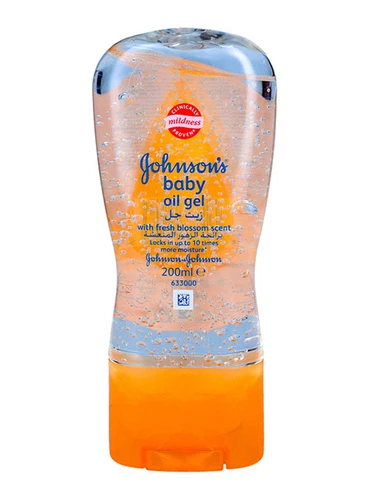 CLINICALLY
mildness
PROVEN*
Johnson's
baby
oil gel
زيت جل
with fresh blossom scent
برائحة الزهور المنعشة
Locks in up to 10 times
more moisture*
Johnson & Johnson
200ml e
633000